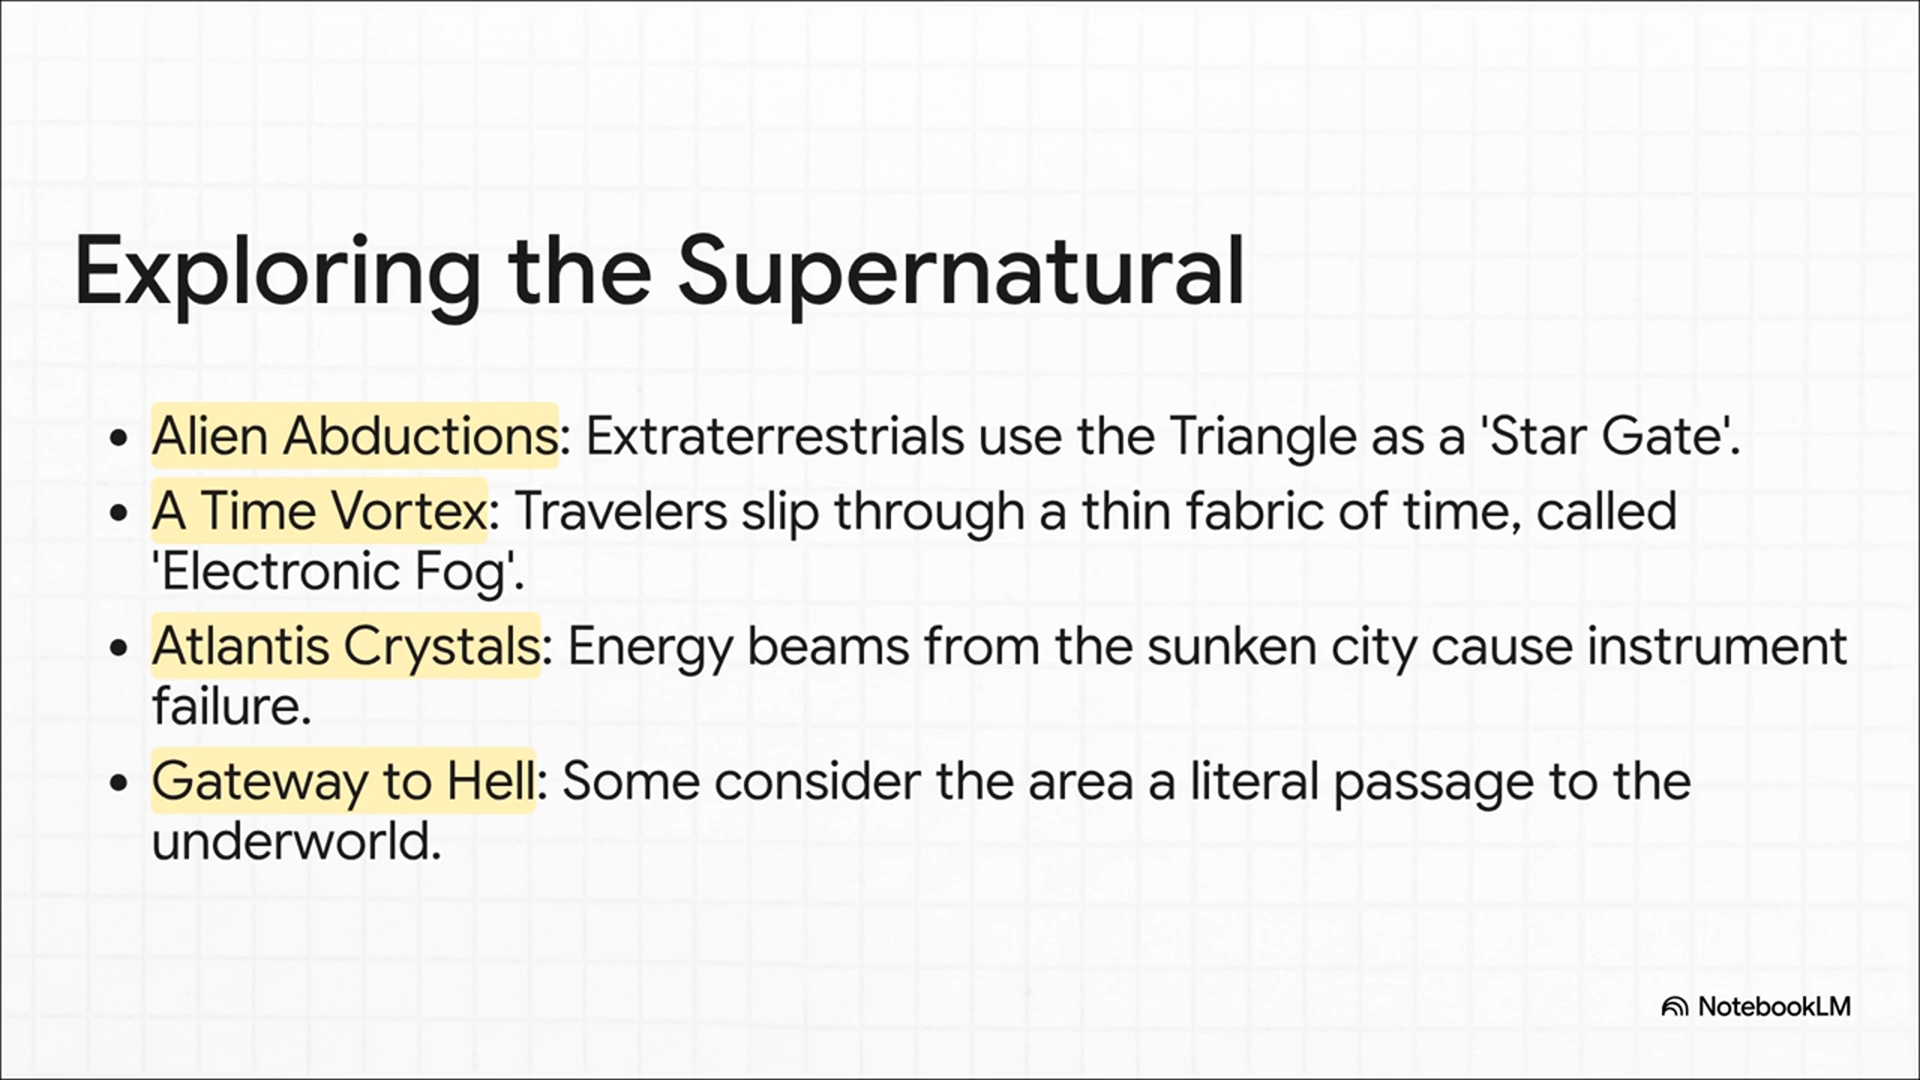 Exploring the Supernatural
• Alien Abductions: Extraterrestrials use the Triangle as a 'Star Gate'.
• A Time Vortex: Travelers slip through a thin fabric of time, called
'Electronic Fog'.
• Atlantis Crystals: Energy beams from the sunken city cause instrument
failure.
• Gateway to Hell: Some consider the area a literal passage to the
underworld.
NotebookLM